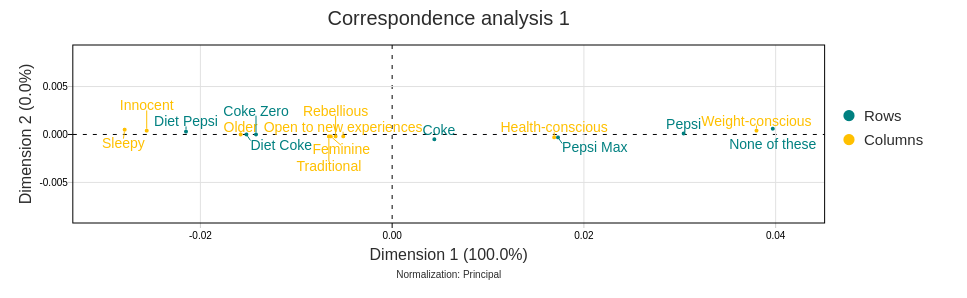 Correspondence analysis 1
Dimension 2 (0.0%)
0.005
0.000
-0.005
Innocent
Diet Pepsi
Sleepy
Coke Zero
Older
Diet Coke
Rebellious
Open to new experiences
Feminine
Traditional
Coke
Health-conscious
Pepsi Max
Pepsi
Weight-conscious
None of these
Rows
Columns
-0.02
0.00
0.02
0.04
Dimension 1 (100.0%)
Normalization: Principal